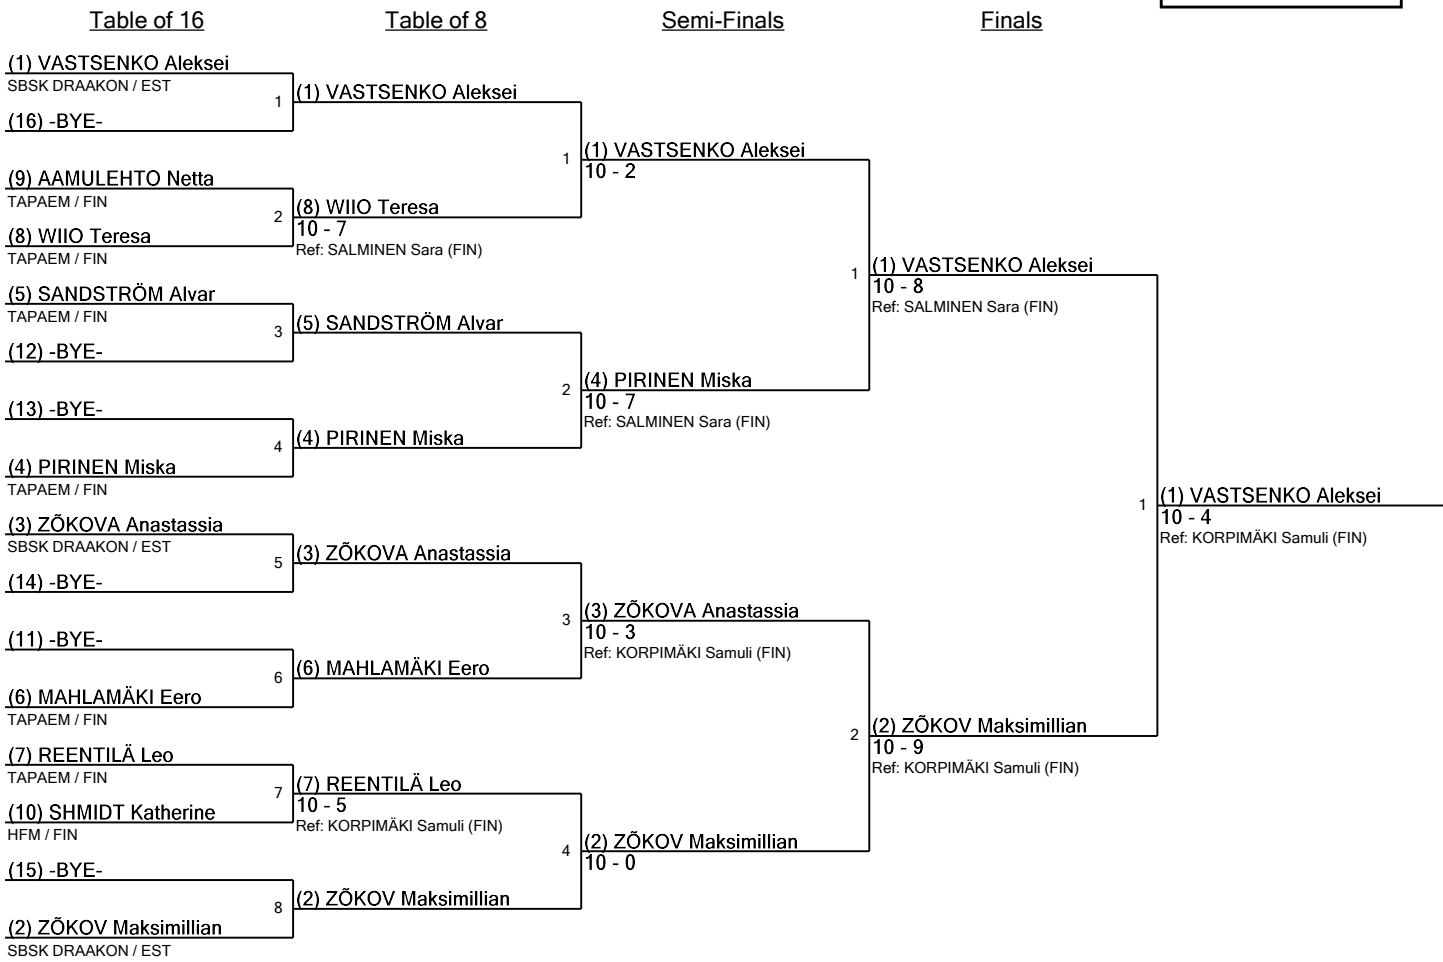 Table of 16
Table of 8
Semi-Finals
Finals
(1) VASTSENKO Aleksei
SBSK DRAAKON / EST
1
(16) -BYE-
(9) AAMULEHTO Netta
TAPAEM / FIN
2
(8) WIIO Teresa
TAPAEM / FIN
(5) SANDSTRÖM Alvar
TAPAEM / FIN
3
(12) -BYE-
(13) -BYE-
4
(4) PIRINEN Miska
TAPAEM / FIN
(3) ZÕKOVA Anastassia
SBSK DRAAKON / EST
5
(14) -BYE-
(11) -BYE-
6
(6) MAHLAMÄKI Eero
TAPAEM / FIN
(7) REENTILÄ Leo
TAPAEM / FIN
7
(10) SHMIDT Katherine
HFM / FIN
(15) -BYE-
8
(2) ZÕKOV Maksimillian
SBSK DRAAKON / EST
(1) VASTSENKO Aleksei
1
(8) WIIO Teresa
10 - 7
Ref: SALMINEN Sara (FIN)
(5) SANDSTRÖM Alvar
2
(4) PIRINEN Miska
(3) ZÕKOVA Anastassia
3
(6) MAHLAMÄKI Eero
(7) REENTILÄ Leo
10 - 5
Ref: KORPIMÄKI Samuli (FIN)
4
(2) ZÕKOV Maksimillian
(1) VASTSENKO Aleksei
10 - 2
1
(4) PIRINEN Miska
10 - 7
Ref: SALMINEN Sara (FIN)
(3) ZÕKOVA Anastassia
10 - 3
Ref: KORPIMÄKI Samuli (FIN)
2
(2) ZÕKOV Maksimillian
10 - 0
(1) VASTSENKO Aleksei
10 - 8
Ref: SALMINEN Sara (FIN)
1
(2) ZÕKOV Maksimillian
10 - 9
Ref: KORPIMÄKI Samuli (FIN)
(1) VASTSENKO Aleksei
10 - 4
Ref: KORPIMÄKI Samuli (FIN)